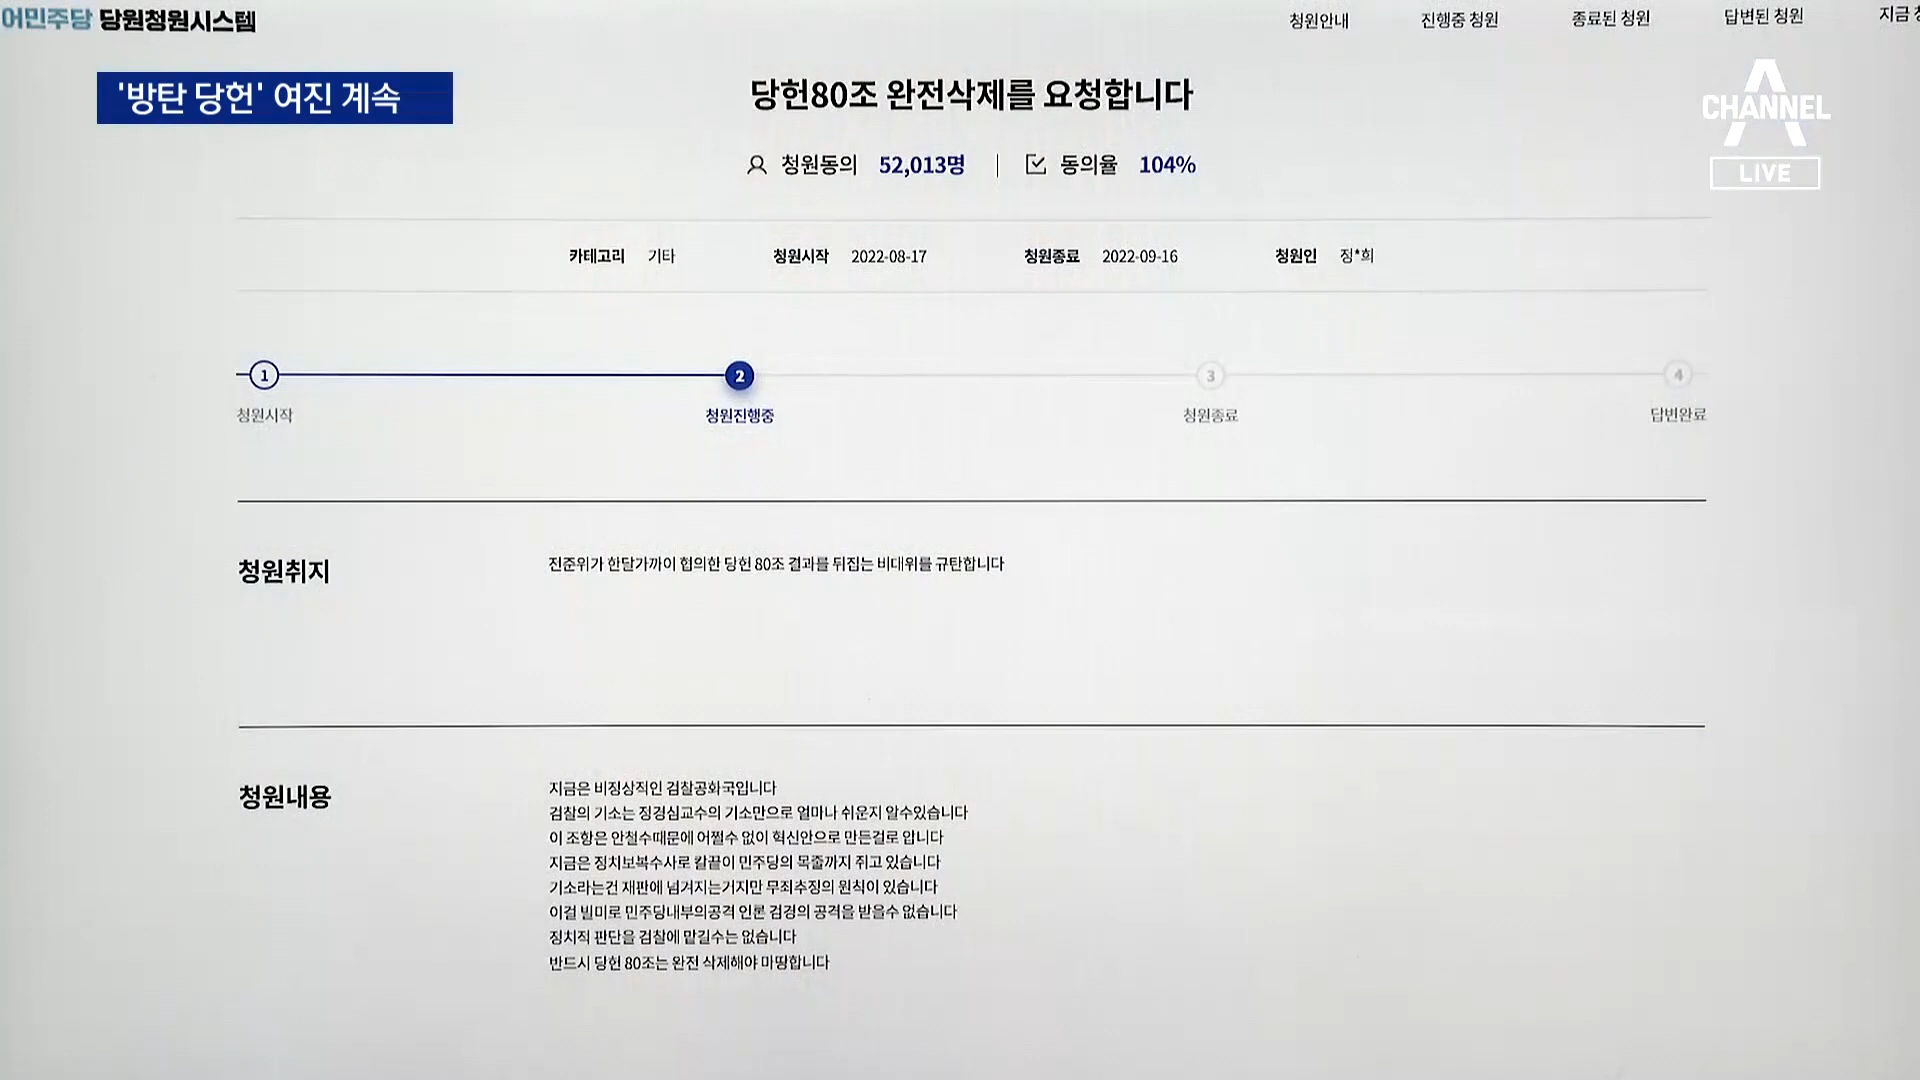 어민주당 당원청원시스템
청원안내 진행중 청원 종료된 청원 답변된 청원 지금
'방탄 당헌' 여진 계속
당헌80조 완전삭제를 요청합니다
CHANNEL A
LIVE
청원동의 52,013명 동의율 104%
카테고리 기타 청원시작 2022-08-17 청원종료 2022-09-16 청원인 정*희
1 2 3 4
청원시작 청원진행중 청원종료 답변완료
청원취지
진준위가 한달가까이 협의한 당헌 80조 결과를 뒤집는 비대위를 규탄합니다
청원내용
지금은 비정상적인 검찰공화국입니다
검찰의 기소는 정경심교수의 기소만으로 얼마나 쉬운지 알수있습니다
이 조항은 안철수때문에 어쩔수 없이 혁신안으로 만든걸로 압니다
지금은 정치보복수사로 칼끝이 민주당의 목줄까지 쥐고 있습니다
기소라는건 재판에 넘겨지는거지만 무죄추정의 원칙이 있습니다
이걸 빌미로 민주당내부의공격 언론 검경의 공격을 받을수 없습니다
정치적 판단을 검찰에 맡길수는 없습니다
반드시 당헌 80조는 완전 삭제해야 마땅합니다